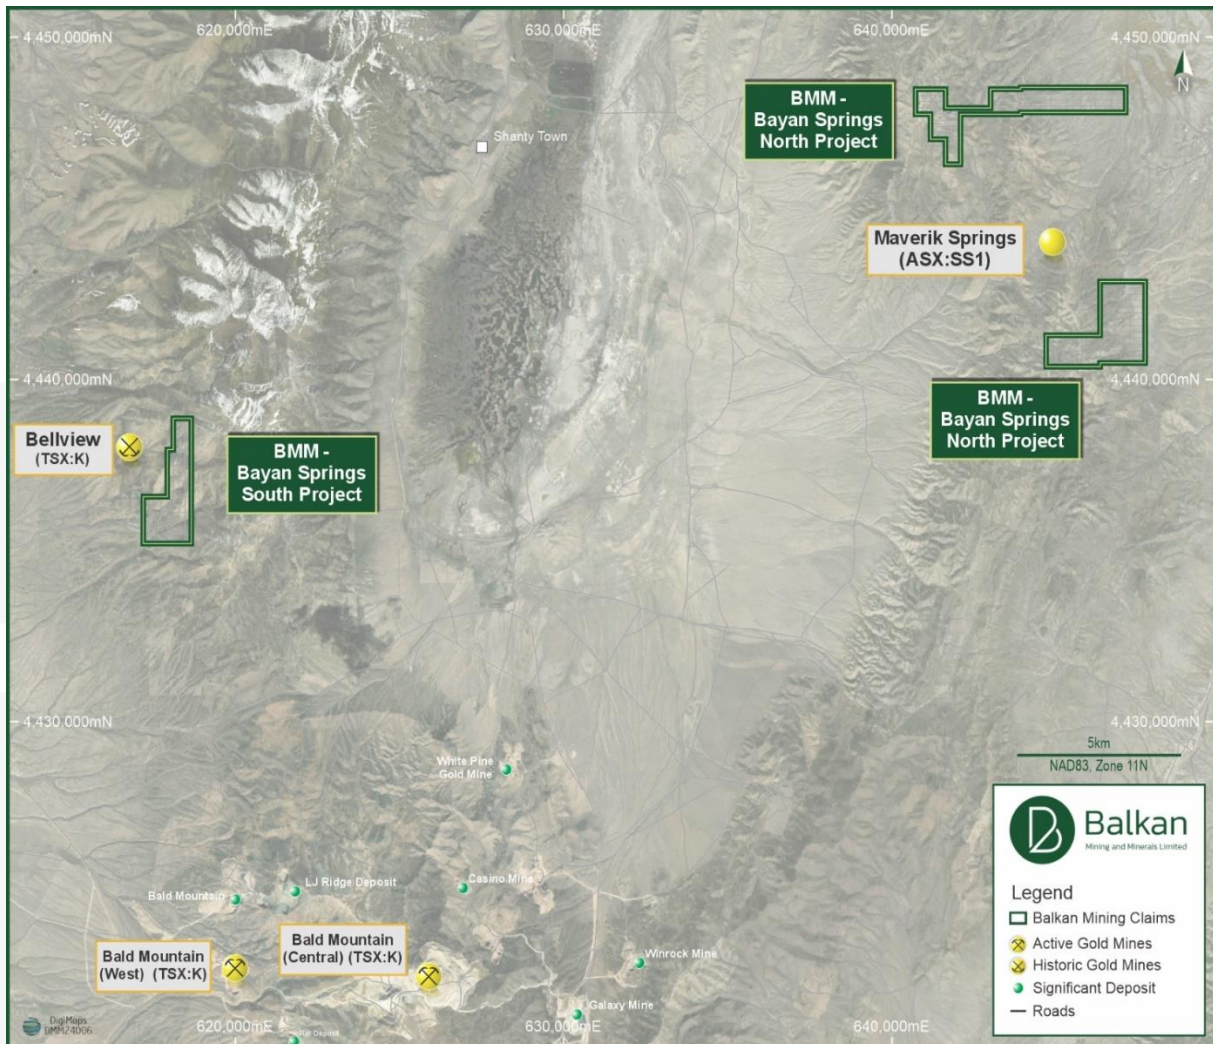 4,450,000mN
620,000mE
630,000mE
640,000mE
4,450,000mN
N
BMM -
Bayan Springs
North Project
Shanty Town
Maverik Springs
(ASX:SS1)
4,440,000mN
4,440,000mN
BMM -
Bayan Springs
North Project
Bellview
(TSX:K)
BMM -
Bayan Springs
South Project
4,430,000mN
4,430,000mN
5km
NAD83, Zone 11N
White Pine
Gold Mine
Bald Mountain
LJ Ridge Deposit
Casino Mine
Bald Mountain
(West) (TSX:K)
Bald Mountain
(Central) (TSX:K)
Winrock Mine
Galaxy Mine
Balkan
Mining and Minerals Limited
Legend
Balkan Mining Claims
Active Gold Mines
Historic Gold Mines
Significant Deposit
Roads
DigiMaps
BMM24006
620,000mE
Deposit
630,000mE
640,000mE